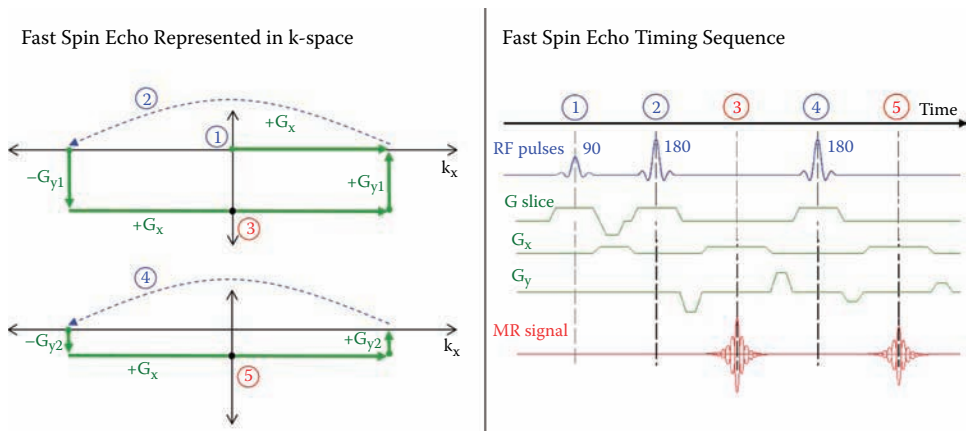 Fast Spin Echo Represented in k-space
2
1
+Gx
kx
−Gy1
+Gy1
+Gx
3
4
−Gy2
+Gy2
kx
+Gx
5
Fast Spin Echo Timing Sequence
1 2 3 4 5 Time
RF pulses 90 180 180
G slice
Gx
Gy
MR signal